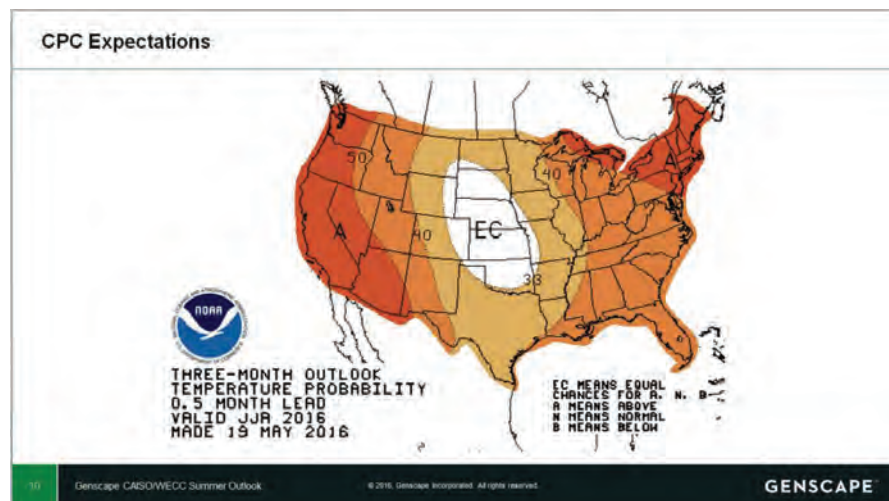 CPC Expectations
50
A
40
EC
40
33
A
NOAA
THREE-MONTH OUTLOOK
TEMPERATURE PROBABILITY
0.5 MONTH LEAD
VALID JJA 2016
MADE 19 MAY 2016
EC MEANS EQUAL
CHANCES FOR A, N, B
A MEANS ABOVE
N MEANS NORMAL
B MEANS BELOW
10
Genscape CAISO/WECC Summer Outlook
© 2016, Genscape Incorporated. All rights reserved.
GENSCAPE